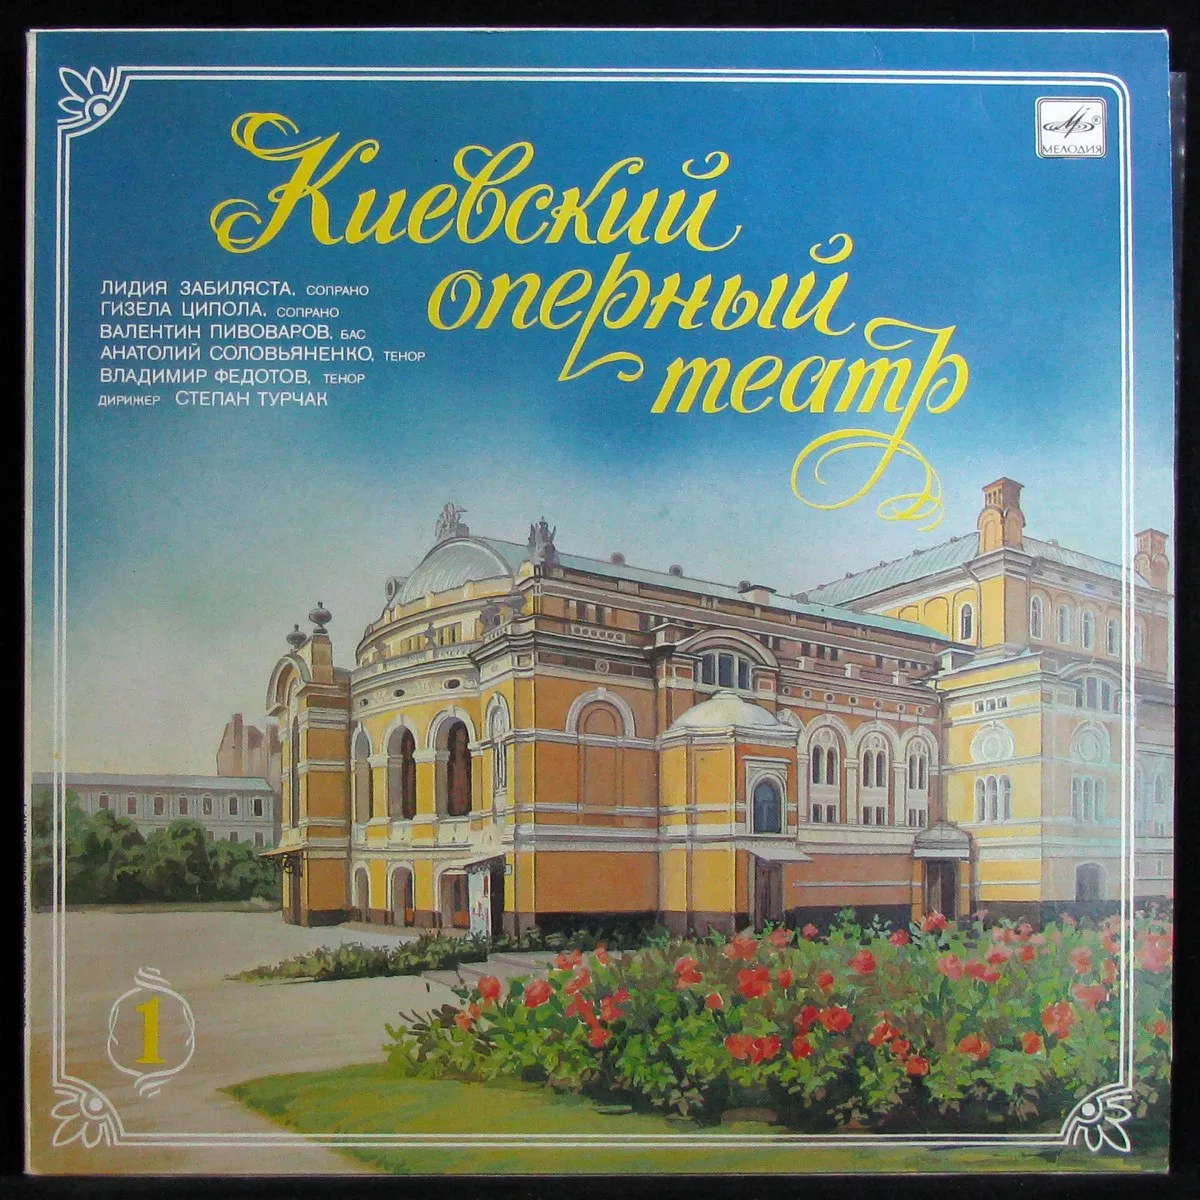 Киевский
оперный
театр
МЕЛОДИЯ
ЛИДИЯ ЗАБИЛЯСТА, СОПРАНО
ГИЗЕЛА ЦИПОЛА, СОПРАНО
ВАЛЕНТИН ПИВОВАРОВ, БАС
АНАТОЛИЙ СОЛОВЬЯНЕНКО, ТЕНОР
ВЛАДИМИР ФЕДОТОВ, ТЕНОР
ДИРИЖЕР СТЕПАН ТУРЧАК
1